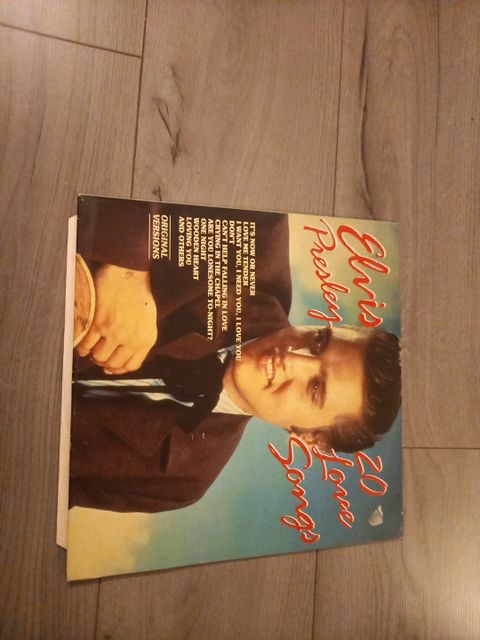 Elvis
Presley
20
Love
Songs
IT'S NOW OR NEVER
LOVE ME TENDER
I WANT YOU, I NEED YOU, I LOVE YOU
DON'T
CAN'T HELP FALLING IN LOVE
CRYING IN THE CHAPEL
ARE YOU LONESOME TO-NIGHT?
ONE NIGHT
WOODEN HEART
LOVING YOU
AND OTHERS
ORIGINAL
VERSIONS